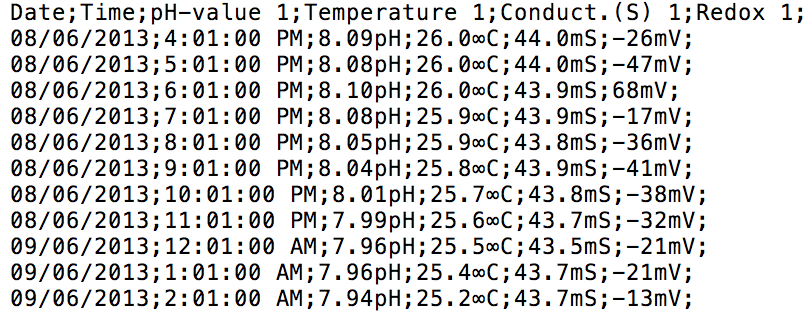 Date;Time;pH-value 1;Temperature 1;Conduct.(S) 1;Redox 1;
08/06/2013;4:01:00 PM;8.09pH;26.0∞C;44.0mS;-26mV;
08/06/2013;5:01:00 PM;8.08pH;26.0∞C;44.0mS;-47mV;
08/06/2013;6:01:00 PM;8.10pH;26.0∞C;43.9mS;68mV;
08/06/2013;7:01:00 PM;8.08pH;25.9∞C;43.9mS;-17mV;
08/06/2013;8:01:00 PM;8.05pH;25.9∞C;43.8mS;-36mV;
08/06/2013;9:01:00 PM;8.04pH;25.8∞C;43.9mS;-41mV;
08/06/2013;10:01:00 PM;8.01pH;25.7∞C;43.8mS;-38mV;
08/06/2013;11:01:00 PM;7.99pH;25.6∞C;43.7mS;-32mV;
09/06/2013;12:01:00 AM;7.96pH;25.5∞C;43.5mS;-21mV;
09/06/2013;1:01:00 AM;7.96pH;25.4∞C;43.7mS;-21mV;
09/06/2013;2:01:00 AM;7.94pH;25.2∞C;43.7mS;-13mV;